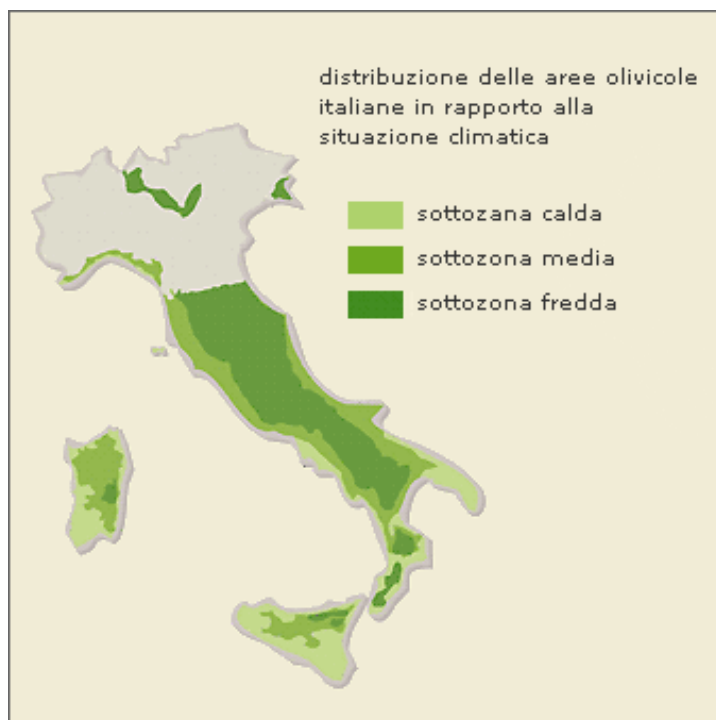 distribuzione delle aree olivicole
italiane in rapporto alla
situazione climatica
sottozana calda
sottozona media
sottozona fredda